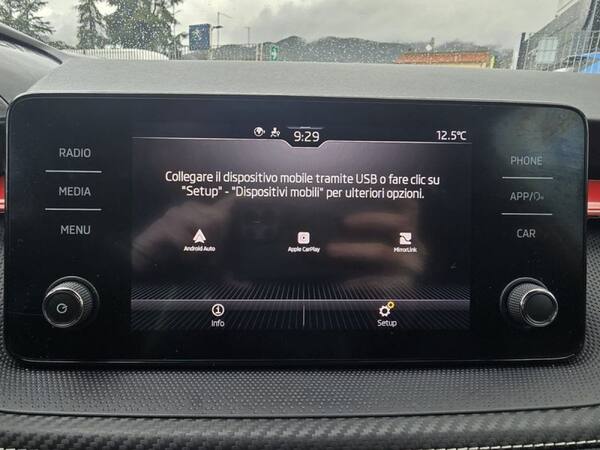 9:29
12.5°C
RADIO
MEDIA
MENU
Collegare il dispositivo mobile tramite USB o fare clic su
"Setup" - "Dispositivi mobili" per ulteriori opzioni.
Android Auto
Apple CarPlay
MirrorLink
Info
Setup
PHONE
APP/
CAR